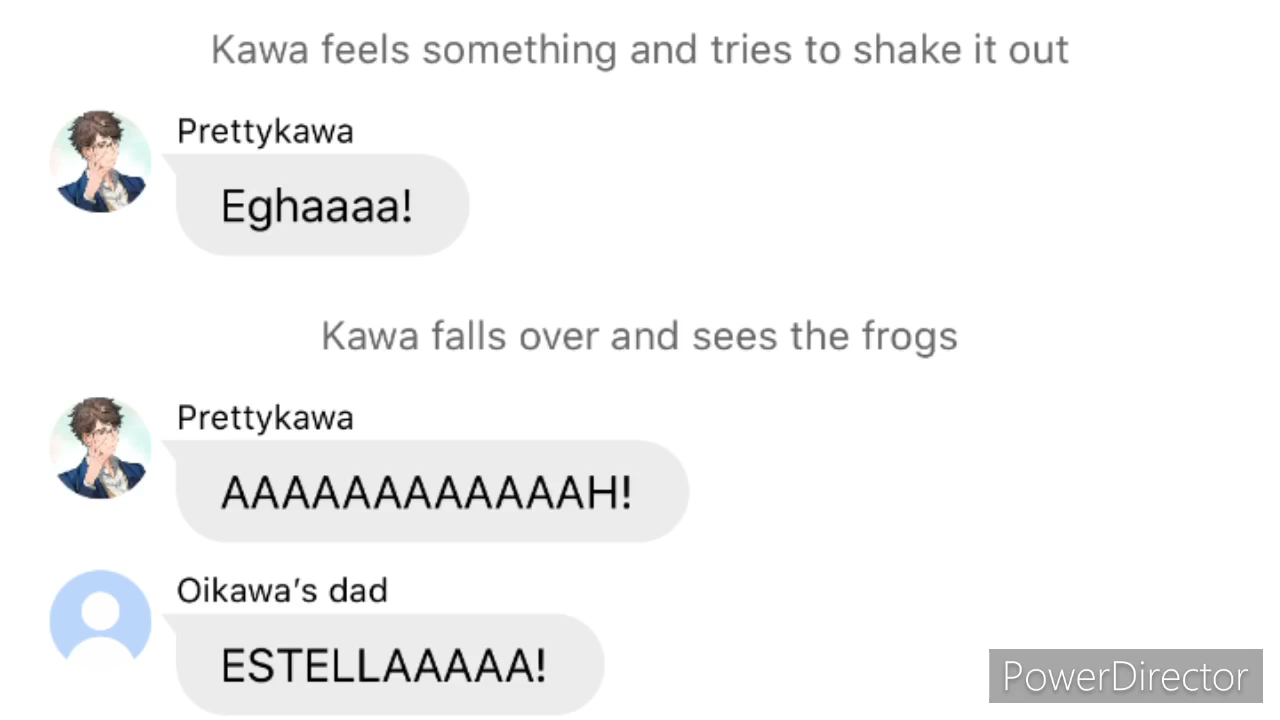 Kawa feels something and tries to shake it out
Prettykawa
Eghaaaa!
Kawa falls over and sees the frogs
Prettykawa
AAAAAAAAAAAAH!
Oikawa's dad
ESTELLAAAAA!
PowerDirector